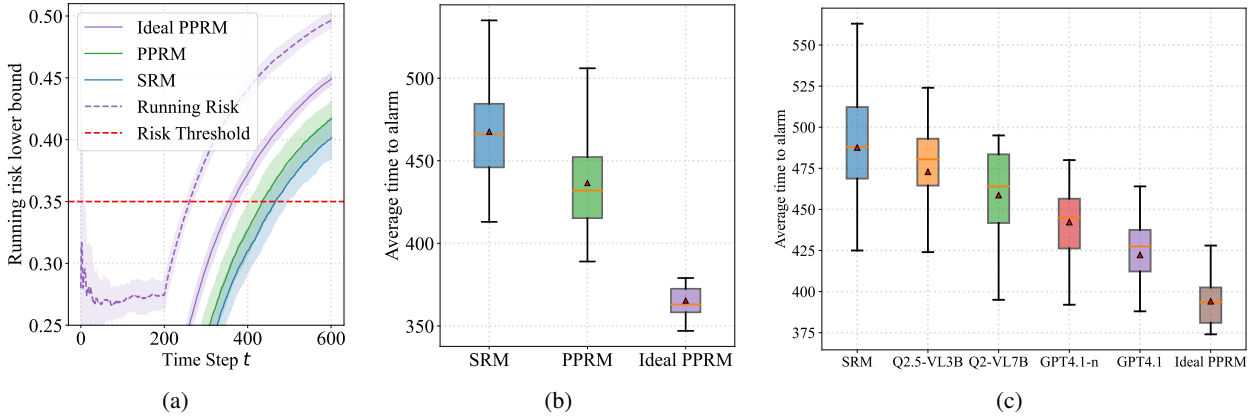 Running risk lower bound
0.50
0.45
0.40
0.35
0.30
0.25
Ideal PPRM
PPRM
SRM
Running Risk
Risk Threshold
0 200 400 600
Time Step t
(a)
Average time to alarm
500
450
400
350
SRM PPRM Ideal PPRM
(b)
Average time to alarm
550
525
500
475
450
425
400
375
SRM Q2.5-VL3B Q2-VL7B GPT4.1-n GPT4.1 Ideal PPRM
(c)